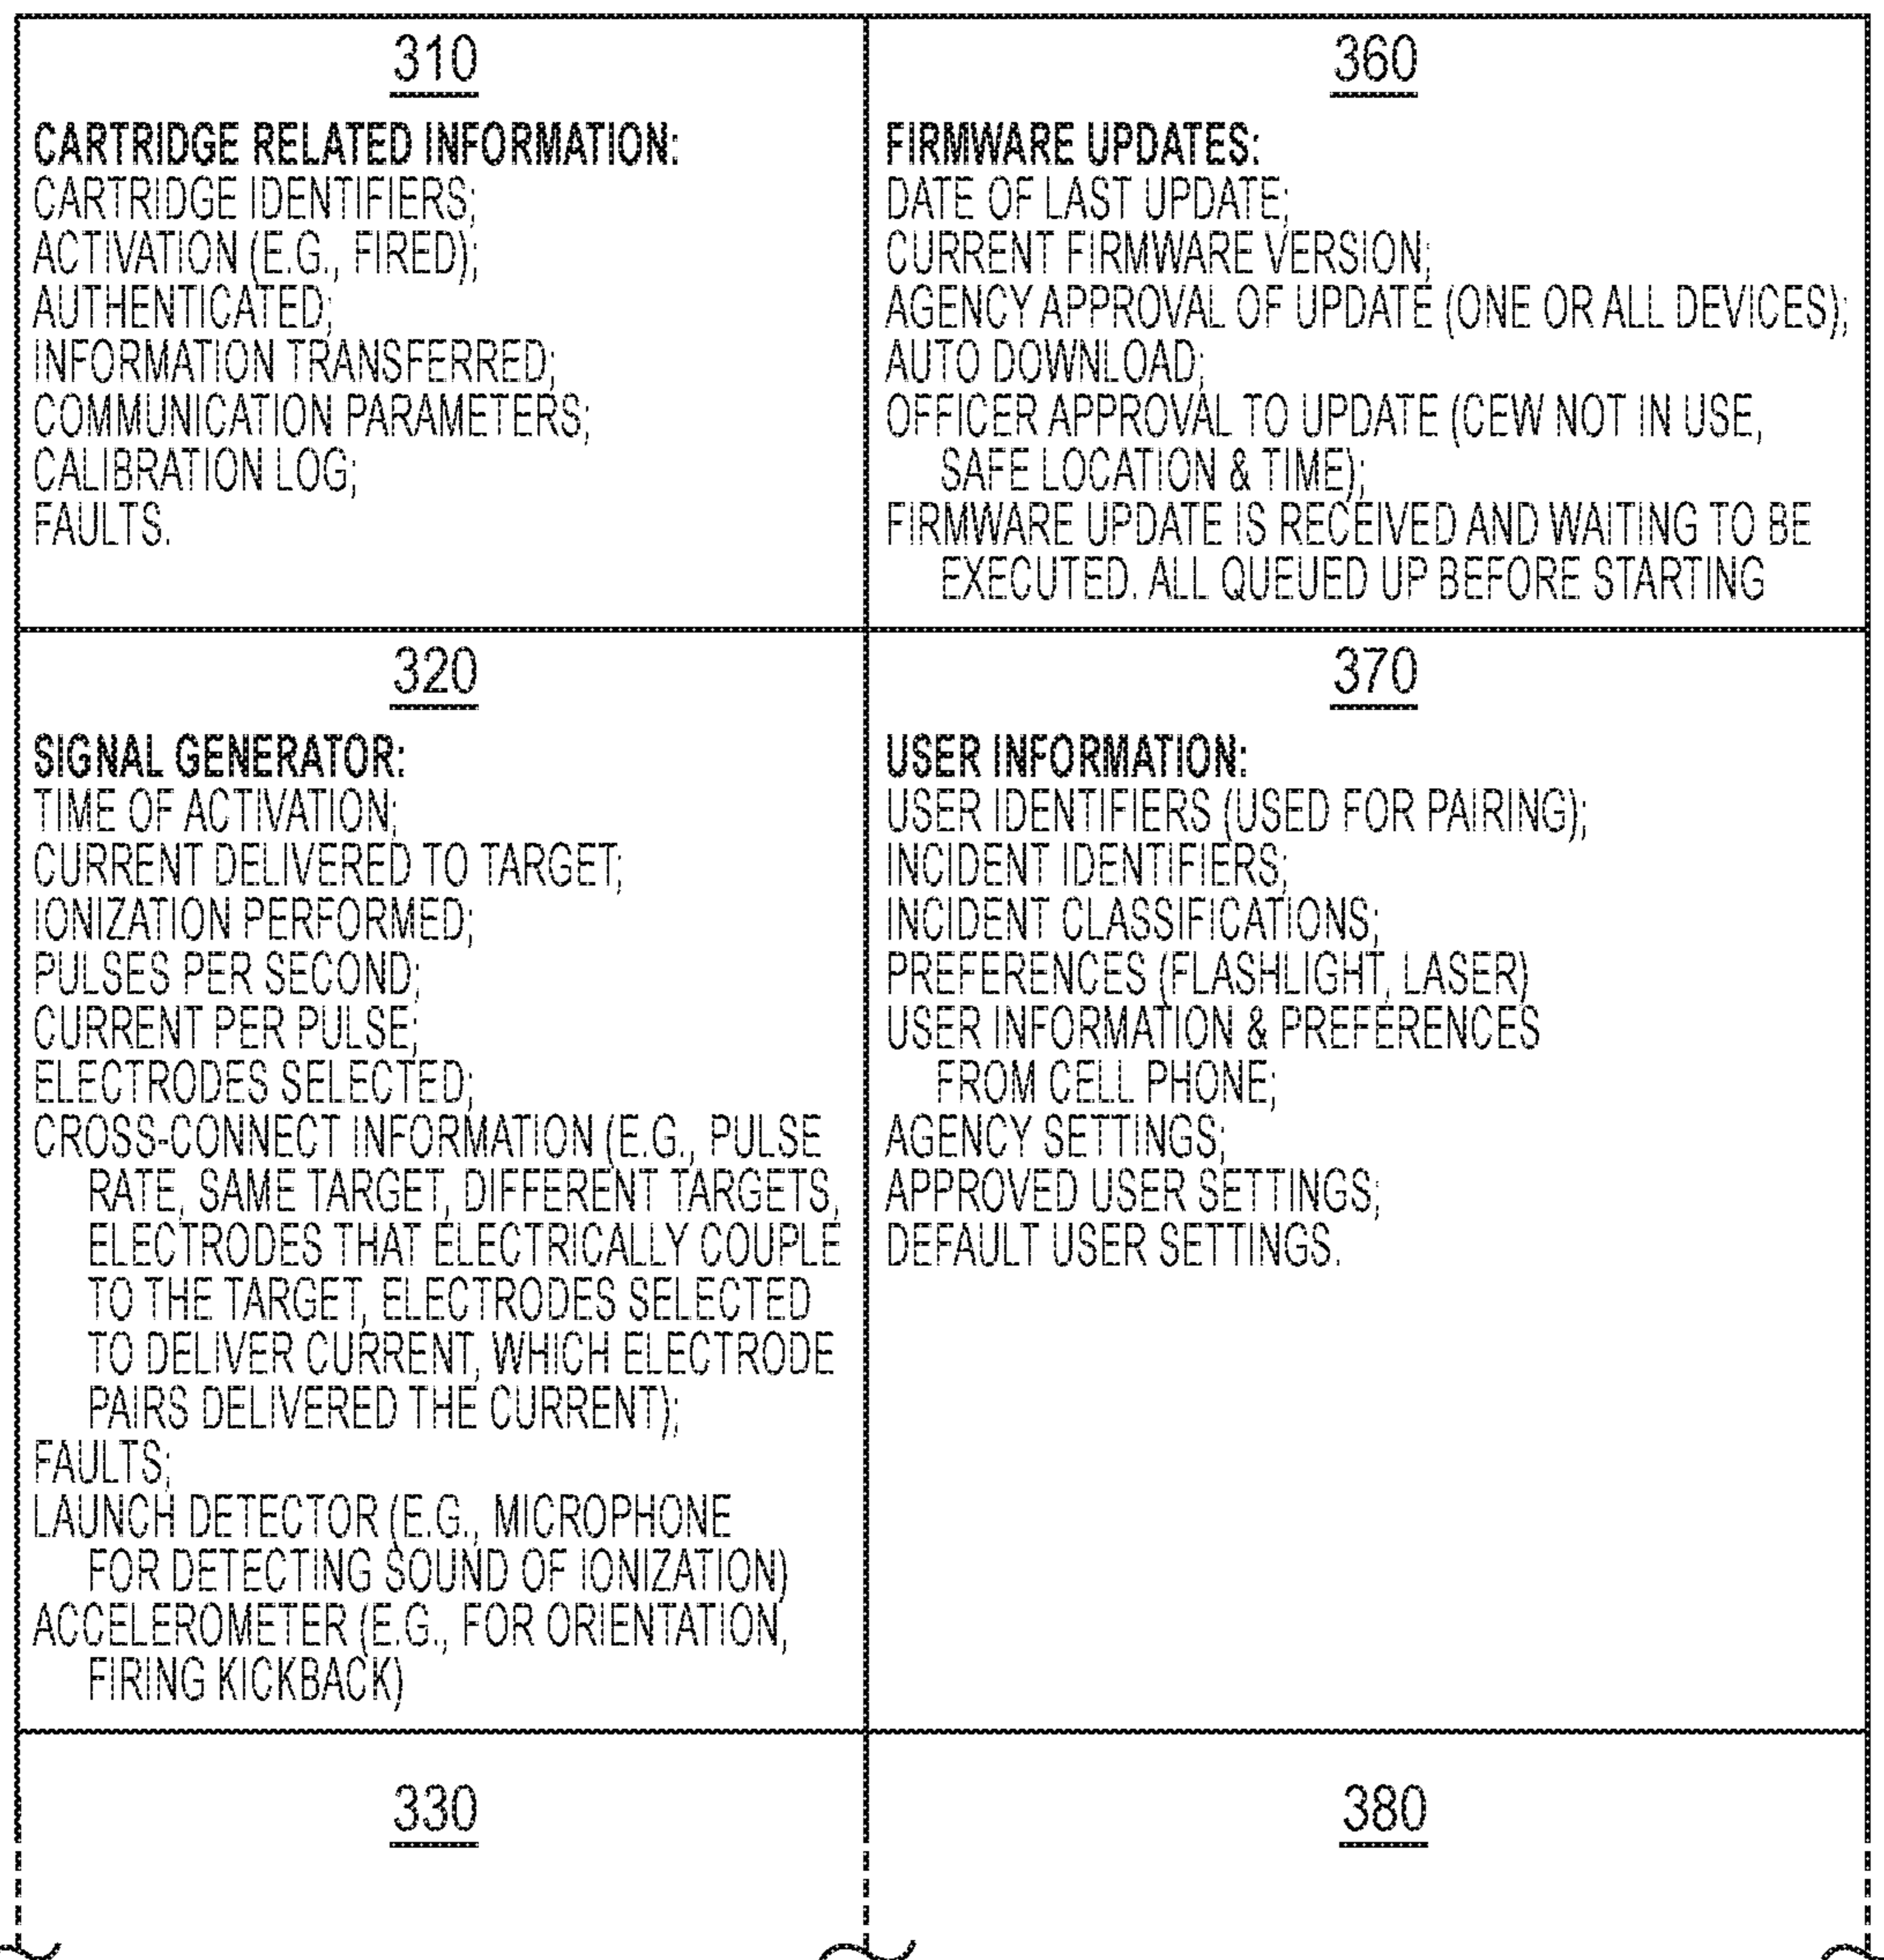 310
CARTRIDGE RELATED INFORMATION:
CARTRIDGE IDENTIFIERS;
ACTIVATION (E.G., FIRED);
AUTHENTICATED;
INFORMATION TRANSFERRED;
COMMUNICATION PARAMETERS;
CALIBRATION LOG;
FAULTS.
360
FIRMWARE UPDATES:
DATE OF LAST UPDATE;
CURRENT FIRMWARE VERSION;
AGENCY APPROVAL OF UPDATE (ONE OR ALL DEVICES);
AUTO DOWNLOAD;
OFFICER APPROVAL TO UPDATE (CEW NOT IN USE,
SAFE LOCATION & TIME);
FIRMWARE UPDATE IS RECEIVED AND WAITING TO BE
EXECUTED. ALL QUEUED UP BEFORE STARTING
320
SIGNAL GENERATOR:
TIME OF ACTIVATION;
CURRENT DELIVERED TO TARGET;
IONIZATION PERFORMED;
PULSES PER SECOND;
CURRENT PER PULSE;
ELECTRODES SELECTED;
CROSS-CONNECT INFORMATION (E.G., PULSE
RATE, SAME TARGET, DIFFERENT TARGETS,
ELECTRODES THAT ELECTRICALLY COUPLE
TO THE TARGET, ELECTRODES SELECTED
TO DELIVER CURRENT, WHICH ELECTRODE
PAIRS DELIVERED THE CURRENT);
FAULTS;
LAUNCH DETECTOR (E.G., MICROPHONE
FOR DETECTING SOUND OF IONIZATION)
ACCELEROMETER (E.G., FOR ORIENTATION,
FIRING KICKBACK)
370
USER INFORMATION:
USER IDENTIFIERS (USED FOR PAIRING);
INCIDENT IDENTIFIERS;
INCIDENT CLASSIFICATIONS;
PREFERENCES (FLASHLIGHT, LASER)
USER INFORMATION & PREFERENCES
FROM CELL PHONE;
AGENCY SETTINGS;
APPROVED USER SETTINGS;
DEFAULT USER SETTINGS.
330
380